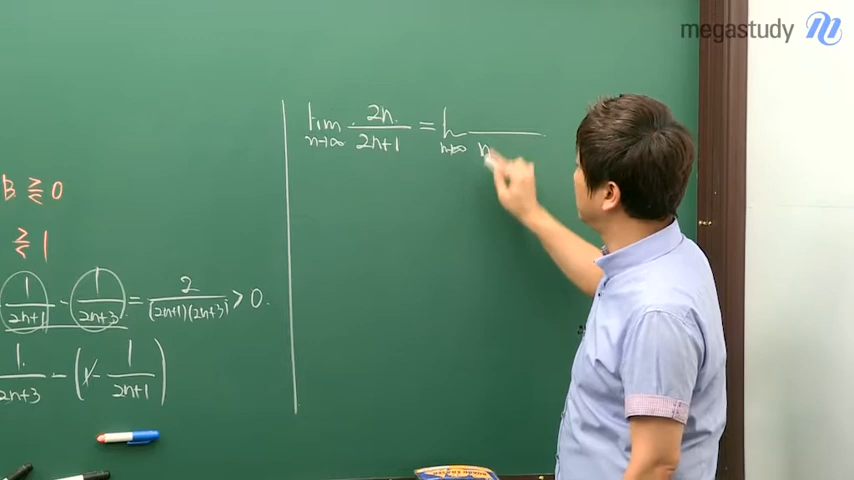 megastudy
B ≷ 0
≷ 1
1/(2n+1) - 1/(2n+3) = 2/((2n+1)(2n+3)) > 0.
1/(2n+3) - (1 - 1/(2n+1))
lim n→∞ 2n/(2n+1) = lim n→∞ n